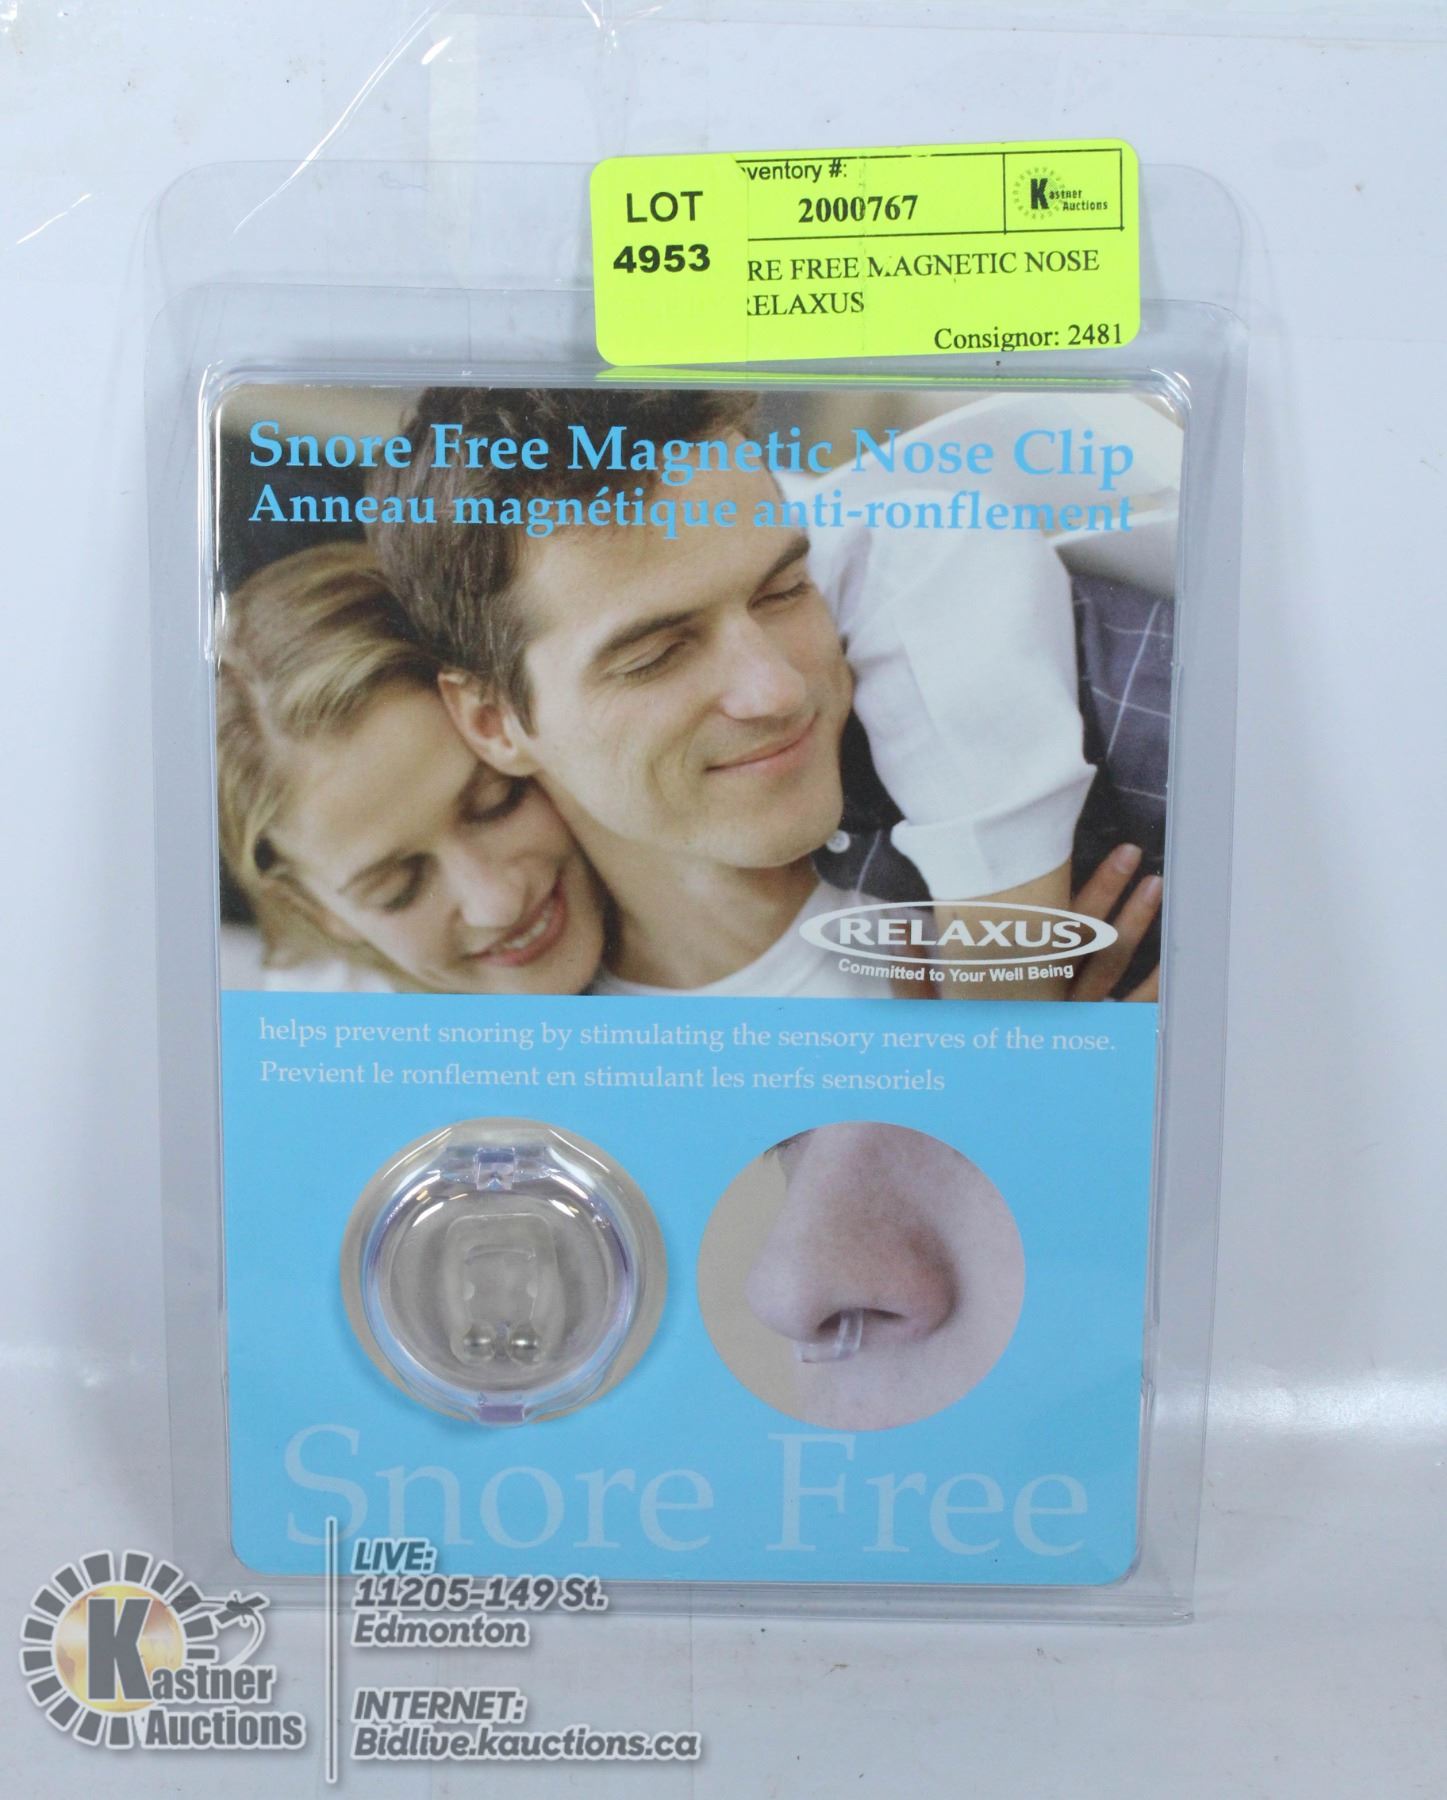 LOT
4953
ventory #:
2000767
Kastner
Auctions
RE FREE MAGNETIC NOSE
RELAXUS
Consignor: 2481
Snore Free Magnetic Nose Clip
Anneau magnétique anti-ronflement
RELAXUS
Committed to Your Well Being
helps prevent snoring by stimulating the sensory nerves of the nose.
Previent le ronflement en stimulant les nerfs sensoriels
Snore Free
Kastner
Auctions
LIVE:
11205-149 St.
Edmonton
INTERNET:
Bidlive.kauctions.ca